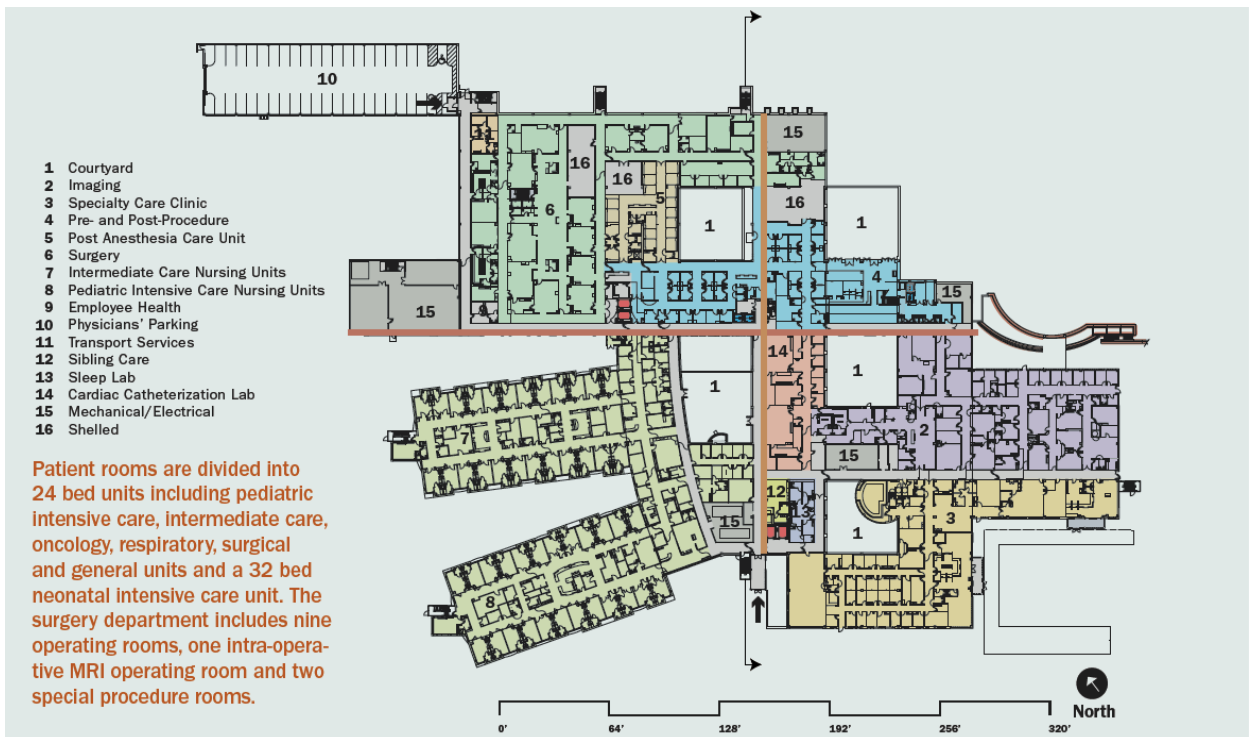 10
11
15
16
16
6
5
1
16
1
4
15
15
9
14
1
1
7
2
15
12
13
15
1
3
8
1 Courtyard
2 Imaging
3 Specialty Care Clinic
4 Pre- and Post-Procedure
5 Post Anesthesia Care Unit
6 Surgery
7 Intermediate Care Nursing Units
8 Pediatric Intensive Care Nursing Units
9 Employee Health
10 Physicians' Parking
11 Transport Services
12 Sibling Care
13 Sleep Lab
14 Cardiac Catheterization Lab
15 Mechanical/Electrical
16 Shelled
Patient rooms are divided into
24 bed units including pediatric
intensive care, intermediate care,
oncology, respiratory, surgical
and general units and a 32 bed
neonatal intensive care unit. The
surgery department includes nine
operating rooms, one intra-opera-
tive MRI operating room and two
special procedure rooms.
North
0' 64' 128' 192' 256' 320'